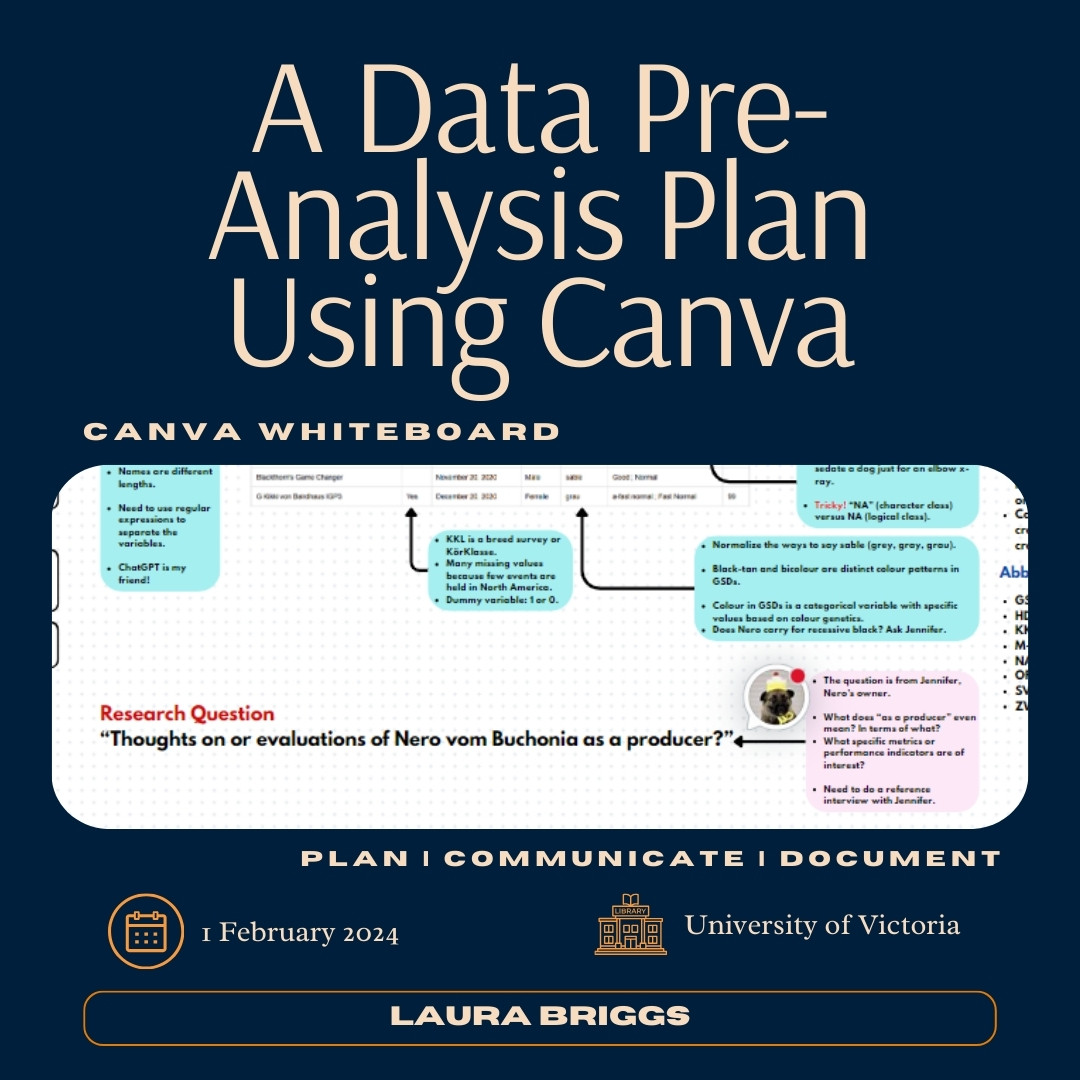 A Data Pre-
Analysis Plan
Using Canva
CANVA WHITEBOARD
Names are different
lengths.
Need to use regular
expressions to
separate the
variables.
ChatGPT is my
friend!
Blackthorn's Game Changer November 20, 2020 Male sable Good, Normal
G Kikki von Bandhaus IGP3 Yes December 20, 2020 Female grau a-fast normal, Fast Normal 99
KKL is a breed survey or
KörKlasse.
Many missing values
because few events are
held in North America.
Dummy variable: 1 or 0.
sedate a dog just for an elbow x-
ray.
Tricky! “NA” (character class)
versus NA (logical class).
Normalize the ways to say sable (grey, gray, grau).
Black-tan and bicolour are distinct colour patterns in
GSDs.
Colour in GSDs is a categorical variable with specific
values based on colour genetics.
Does Nero carry for recessive black? Ask Jennifer.
Abb
GS
HD
KK
M-
NA
SV
ZW
Research Question
“Thoughts on or evaluations of Nero vom Buchonia as a producer?”
The question is from Jennifer,
Nero's owner.
What does “as a producer” even
mean? In terms of what?
What specific metrics or
performance indicators are of
interest?
Need to do a reference
interview with Jennifer.
PLAN | COMMUNICATE | DOCUMENT
1 February 2024
LIBRARY
University of Victoria
LAURA BRIGGS